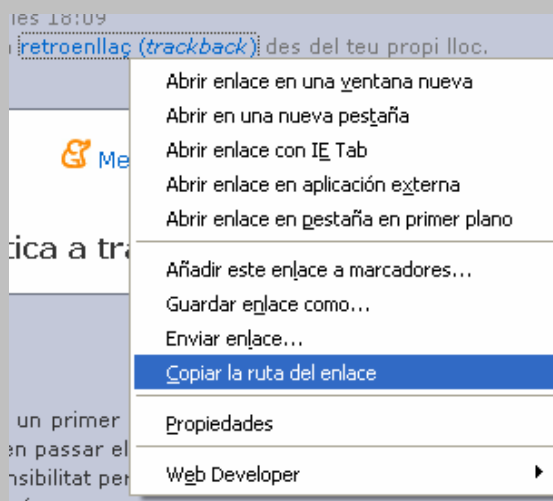 les 18:09
retroenllaç (trackback) des del teu propi lloc.
Abrir enlace en una ventana nueva
Abrir en una nueva pestaña
Me
Abrir enlace con IE Tab
Abrir enlace en aplicación externa
Abrir enlace en pestaña en primer plano
tica a tra
Añadir este enlace a marcadores...
Guardar enlace como...
Enviar enlace...
Copiar la ruta del enlace
un primer
Propiedades
en passar el
Web Developer
nsibilitat per